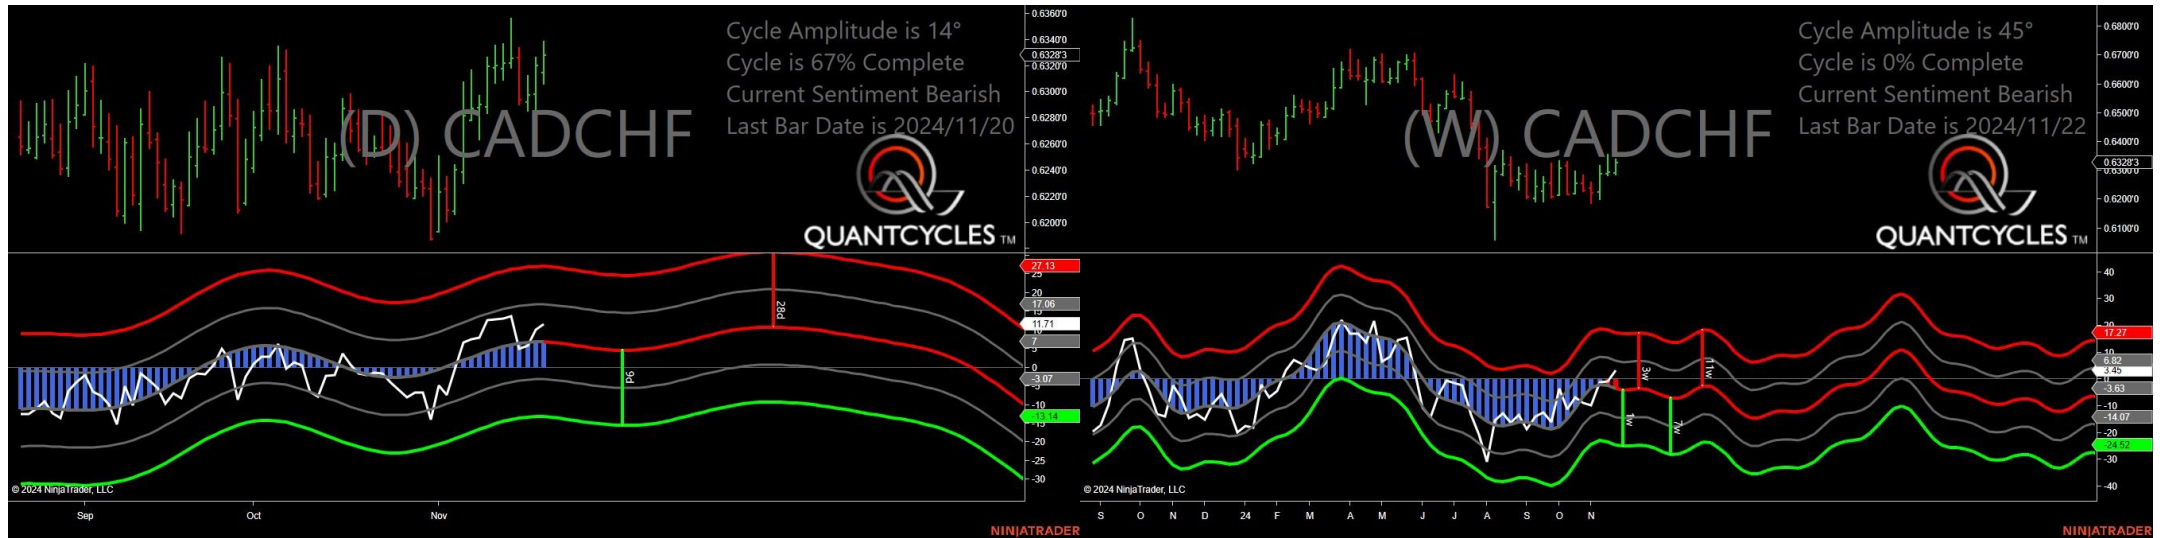 Cycle Amplitude is 14°
Cycle is 67% Complete
Current Sentiment Bearish
Last Bar Date is 2024/11/20
(D) CADCHF
QUANTCYCLES TM
0.6360'0
0.6340'0
0.6328'3
0.6320'0
0.6300'0
0.6280'0
0.6260'0
0.6240'0
0.6220'0
0.6200'0
28d
9d
27.13
25
20
17.06
15
11.71
10
7
5
0
-3.07
-5
-10
-13.14
-15
-20
-25
-30
© 2024 NinjaTrader, LLC
Sep Oct Nov
NINJATRADER
Cycle Amplitude is 45°
Cycle is 0% Complete
Current Sentiment Bearish
Last Bar Date is 2024/11/22
(W) CADCHF
QUANTCYCLES TM
0.6800'0
0.6700'0
0.6600'0
0.6500'0
0.6400'0
0.6328'3
0.6300'0
0.6200'0
0.6100'0
3w
11w
1w
7w
40
30
20
17.27
10
6.82
3.45
0
-3.63
-10
-14.07
-20
-24.52
-30
-40
© 2024 NinjaTrader, LLC
S O N D 24 F M A M J J A S O N
NINJATRADER